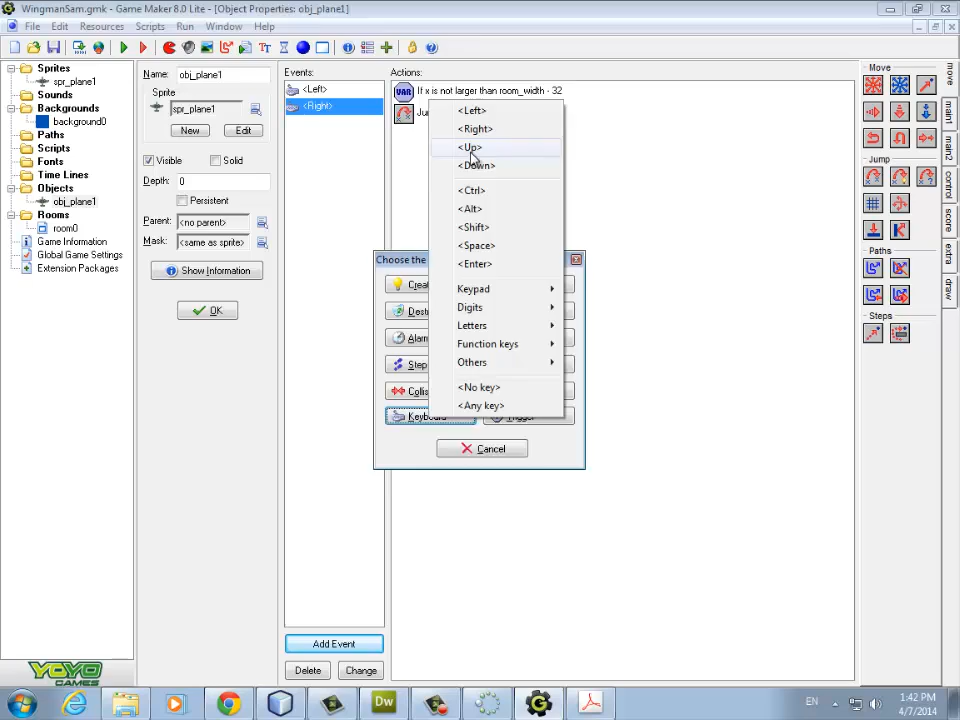 WingmanSam.gmk - Game Maker 8.0 Lite - [Object Properties: obj_plane1]
File Edit Resources Scripts Run Window Help
Sprites
spr_plane1
Sounds
Backgrounds
background0
Paths
Scripts
Fonts
Time Lines
Objects
obj_plane1
Rooms
room0
Game Information
Global Game Settings
Extension Packages
YOYO
GAMES
Name: obj_plane1
Sprite
spr_plane1
New Edit
Visible Solid
Depth: 0
Persistent
Parent: <no parent>
Mask: <same as sprite>
Show Information
OK
Events:
<Left>
<Right>
Add Event
Delete Change
Actions:
VAR If x is not larger than room_width - 32
<Left>
<Right>
<Up>
<Down>
<Ctrl>
<Alt>
<Shift>
<Space>
<Enter>
Keypad
Digits
Letters
Function keys
Others
<No key>
<Any key>
Choose the
Step
Cancel
Move
Jump
Paths
Steps
move
main1
main2
control
score
extra
draw
Dw
EN
1:42 PM
4/7/2014